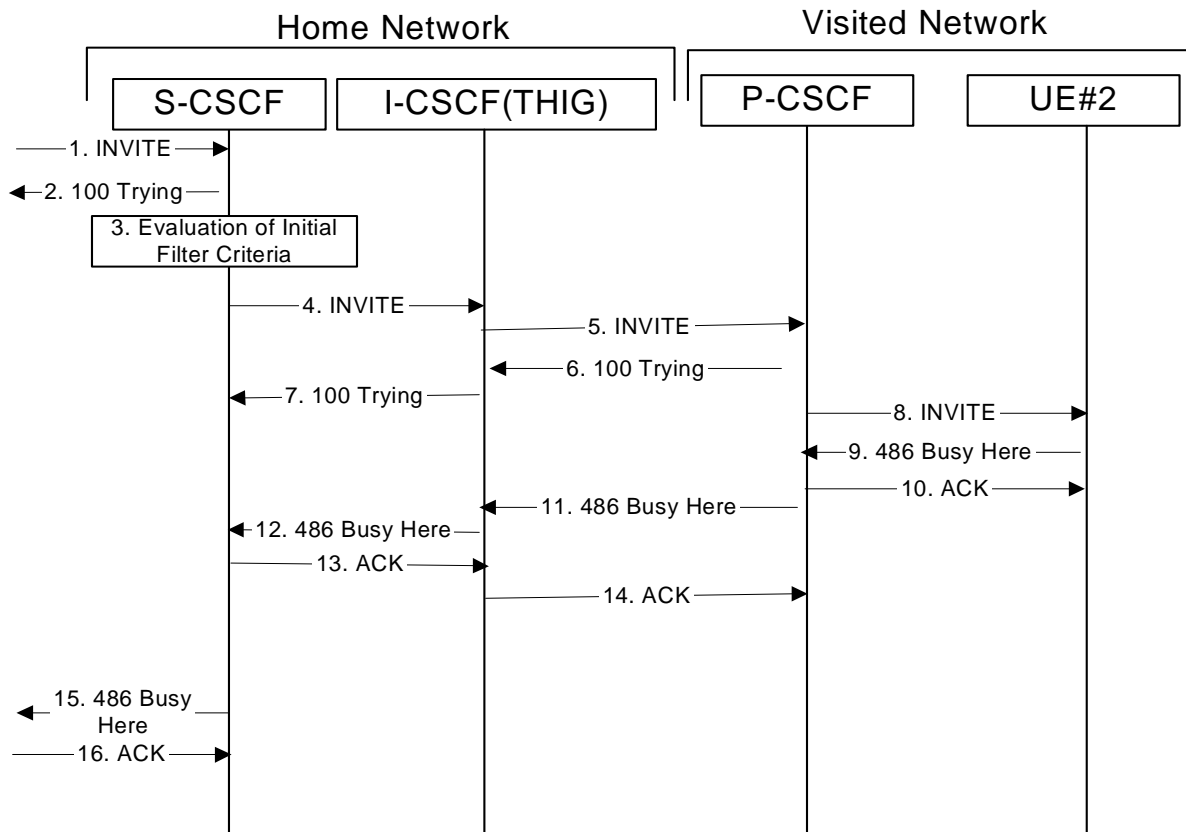 Home Network
Visited Network
S-CSCF
I-CSCF(THIG)
P-CSCF
UE#2
1. INVITE
2. 100 Trying
3. Evaluation of Initial
Filter Criteria
4. INVITE
5. INVITE
6. 100 Trying
7. 100 Trying
8. INVITE
9. 486 Busy Here
10. ACK
11. 486 Busy Here
12. 486 Busy Here
13. ACK
14. ACK
15. 486 Busy
Here
16. ACK